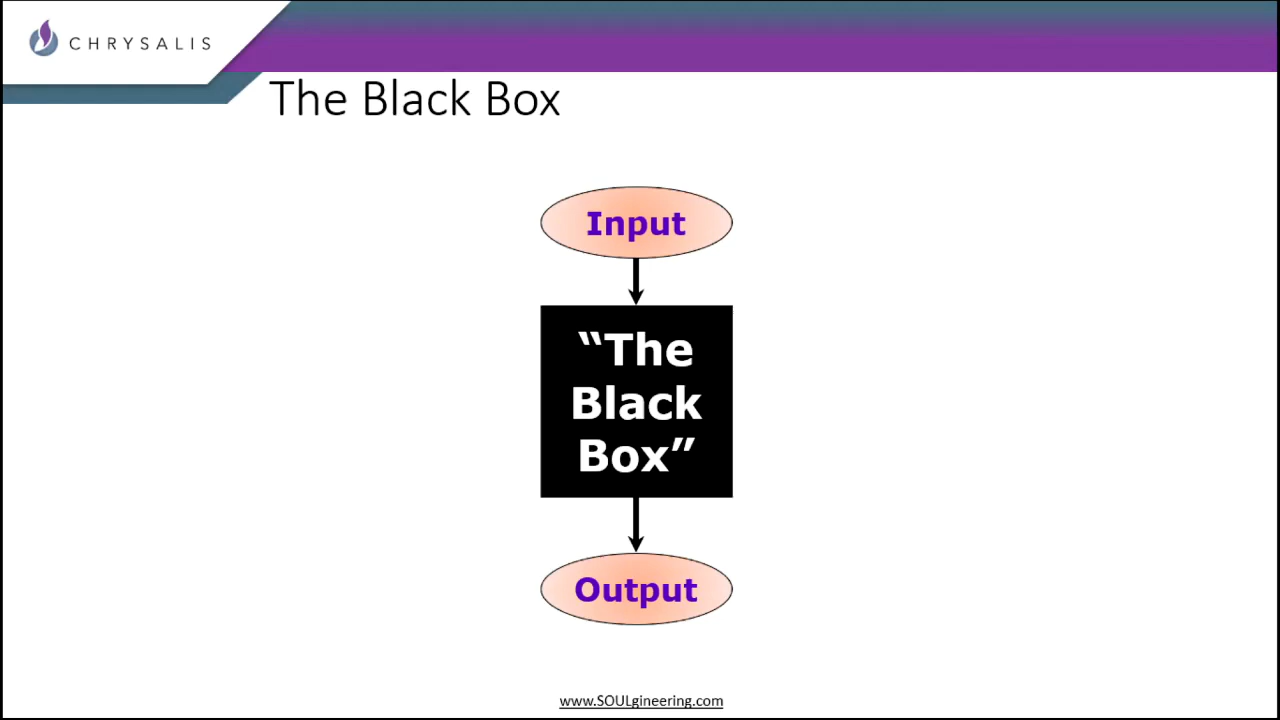 CHRYSALIS
The Black Box
Input
“The
Black
Box”
Output
www.SOULgineering.com